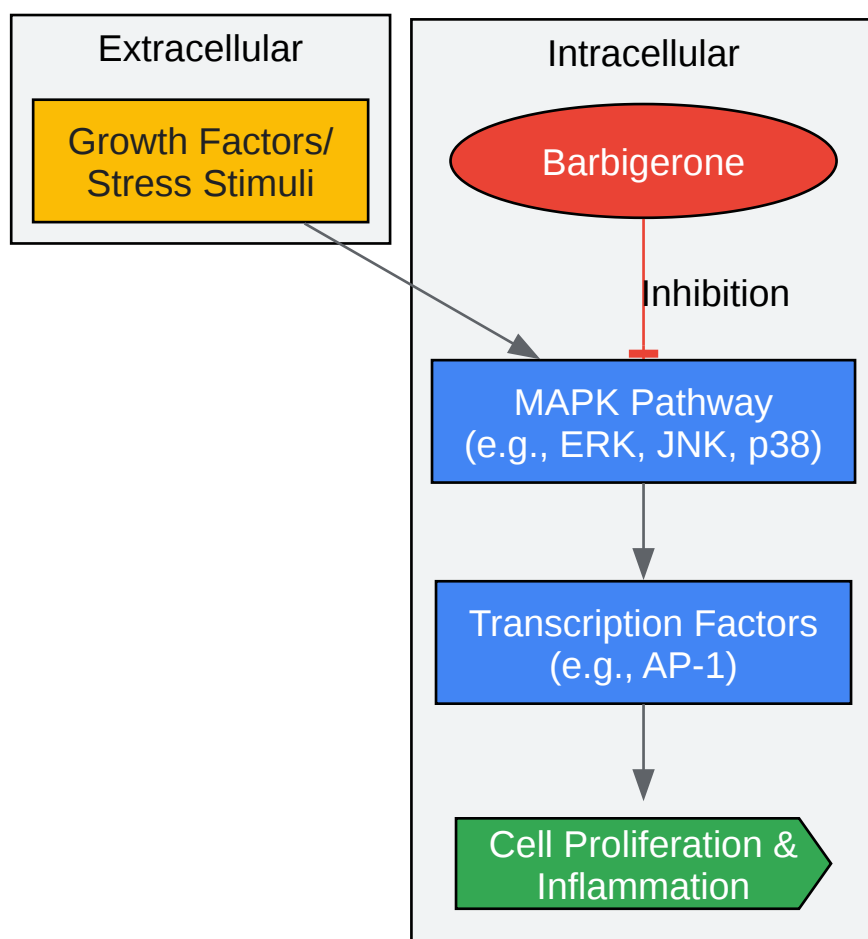 Extracellular
Growth Factors/
Stress Stimuli
Intracellular
Barbigerone
Inhibition
MAPK Pathway
(e.g., ERK, JNK, p38)
Transcription Factors
(e.g., AP-1)
Cell Proliferation &
Inflammation